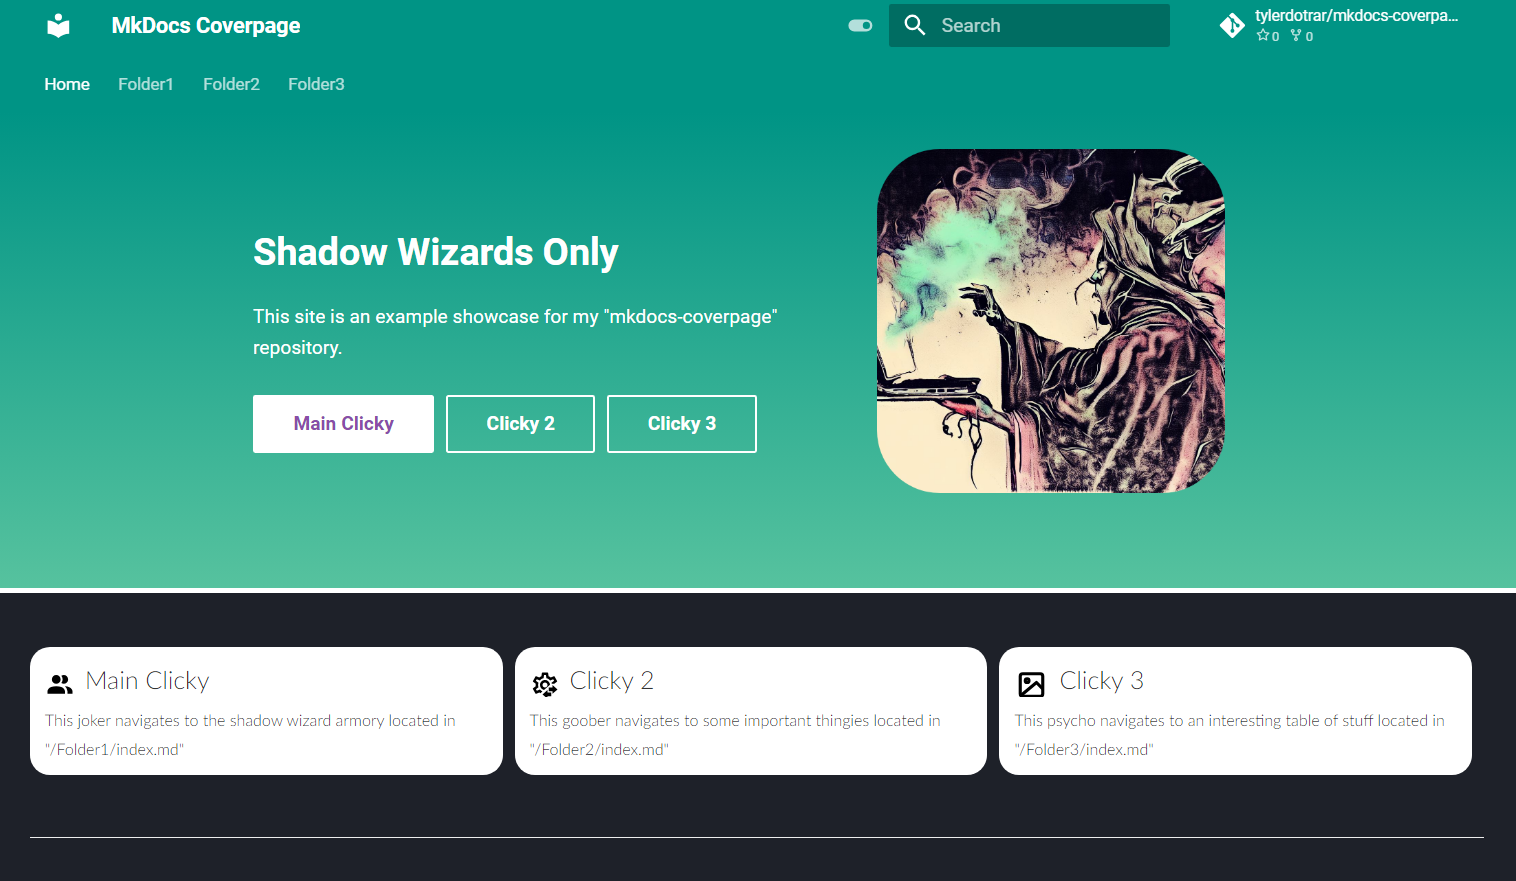 MkDocs Coverpage
Search
tylerdotrar/mkdocs-coverpa...
0 0
Home Folder1 Folder2 Folder3
Shadow Wizards Only
This site is an example showcase for my "mkdocs-coverpage"
repository.
Main Clicky Clicky 2 Clicky 3
Main Clicky
This joker navigates to the shadow wizard armory located in
"/Folder1/index.md"
Clicky 2
This goober navigates to some important thingies located in
"/Folder2/index.md"
Clicky 3
This psycho navigates to an interesting table of stuff located in
"/Folder3/index.md"